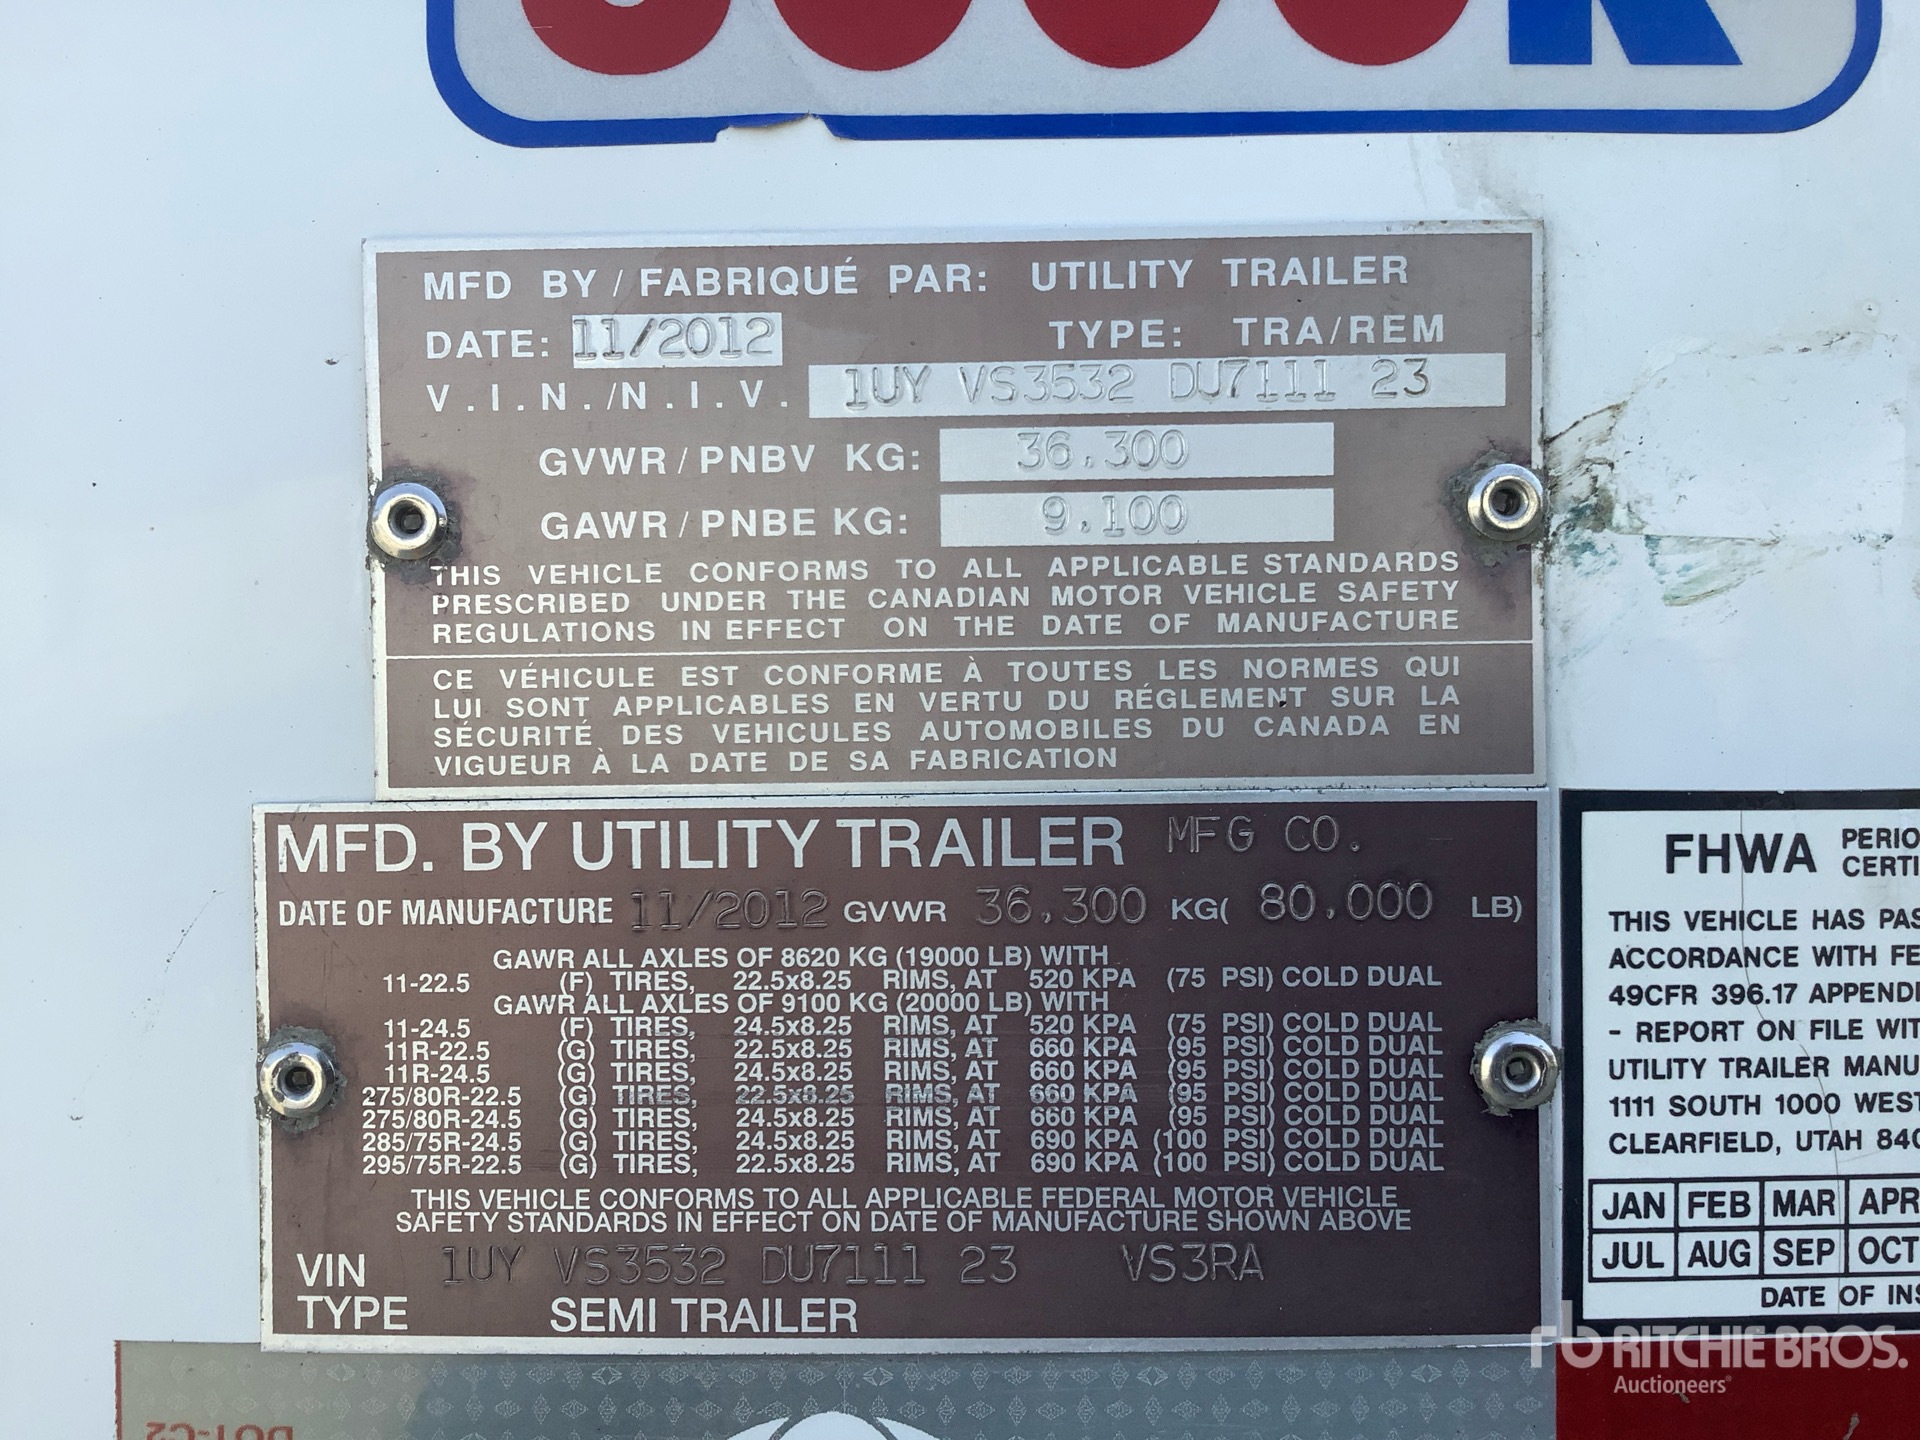 MFD BY / FABRIQUÉ PAR: UTILITY TRAILER
DATE: 11/2012 TYPE: TRA/REM
V.I.N./N.I.V. 1UY VS3532 DU7111 23
GVWR / PNBV KG: 36,300
GAWR / PNBE KG: 9,100
THIS VEHICLE CONFORMS TO ALL APPLICABLE STANDARDS
PRESCRIBED UNDER THE CANADIAN MOTOR VEHICLE SAFETY
REGULATIONS IN EFFECT ON THE DATE OF MANUFACTURE
CE VÉHICULE EST CONFORME À TOUTES LES NORMES QUI
LUI SONT APPLICABLES EN VERTU DU RÉGLEMENT SUR LA
SÉCURITÉ DES VEHICULES AUTOMOBILES DU CANADA EN
VIGUEUR À LA DATE DE SA FABRICATION
MFD. BY UTILITY TRAILER MFG CO.
DATE OF MANUFACTURE 11/2012 GVWR 36,300 KG( 80,000 LB)
GAWR ALL AXLES OF 8620 KG (19000 LB) WITH
11-22.5 (F) TIRES, 22.5x8.25 RIMS, AT 520 KPA (75 PSI) COLD DUAL
GAWR ALL AXLES OF 9100 KG (20000 LB) WITH
11-24.5 (F) TIRES, 24.5x8.25 RIMS, AT 520 KPA (75 PSI) COLD DUAL
11R-22.5 (G) TIRES, 22.5x8.25 RIMS, AT 660 KPA (95 PSI) COLD DUAL
11R-24.5 (G) TIRES, 24.5x8.25 RIMS, AT 660 KPA (95 PSI) COLD DUAL
275/80R-22.5 (G) TIRES, 22.5x8.25 RIMS, AT 660 KPA (95 PSI) COLD DUAL
275/80R-24.5 (G) TIRES, 24.5x8.25 RIMS, AT 660 KPA (95 PSI) COLD DUAL
285/75R-24.5 (G) TIRES, 24.5x8.25 RIMS, AT 690 KPA (100 PSI) COLD DUAL
295/75R-22.5 (G) TIRES, 22.5x8.25 RIMS, AT 690 KPA (100 PSI) COLD DUAL
THIS VEHICLE CONFORMS TO ALL APPLICABLE FEDERAL MOTOR VEHICLE
SAFETY STANDARDS IN EFFECT ON DATE OF MANUFACTURE SHOWN ABOVE
VIN 1UY VS3532 DU7111 23 VS3RA
TYPE SEMI TRAILER
FHWA PERIO
CERTI
THIS VEHICLE HAS PAS
ACCORDANCE WITH FE
49CFR 396.17 APPENDI
- REPORT ON FILE WIT
UTILITY TRAILER MANU
1111 SOUTH 1000 WEST
CLEARFIELD, UTAH 840
JAN FEB MAR APR
JUL AUG SEP OCT
DATE OF INS
RITCHIE BROS.
Auctioneers
DOT-C2